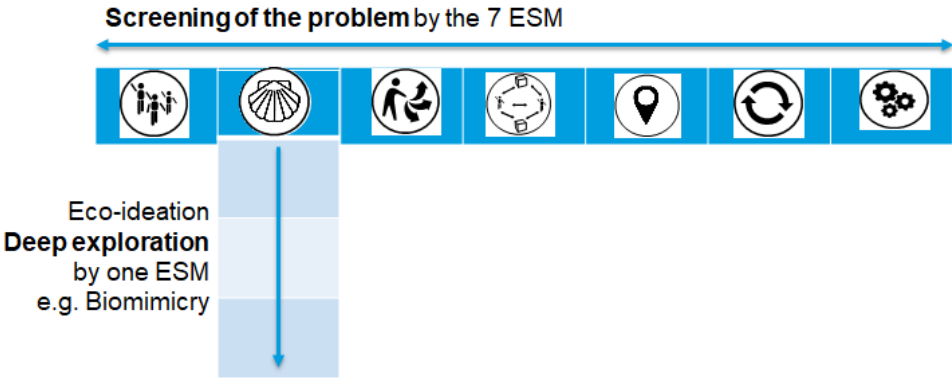 Screening of the problem by the 7 ESM
Eco-ideation
Deep exploration
by one ESM
e.g. Biomimicry